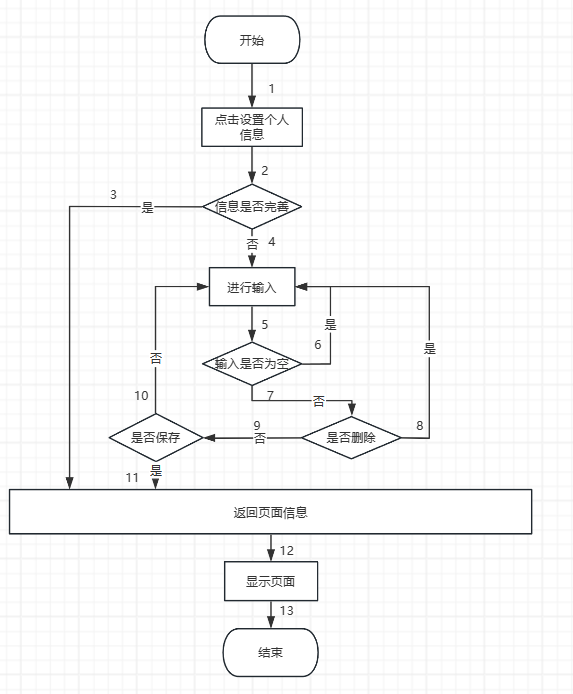 开始
1
点击设置个人
信息
2
3
是
信息是否完善
否
4
进行输入
5
是
6
输入是否为空
是
否
7
否
10
9
8
是否保存
否
是否删除
是
11
返回页面信息
12
显示页面
13
结束